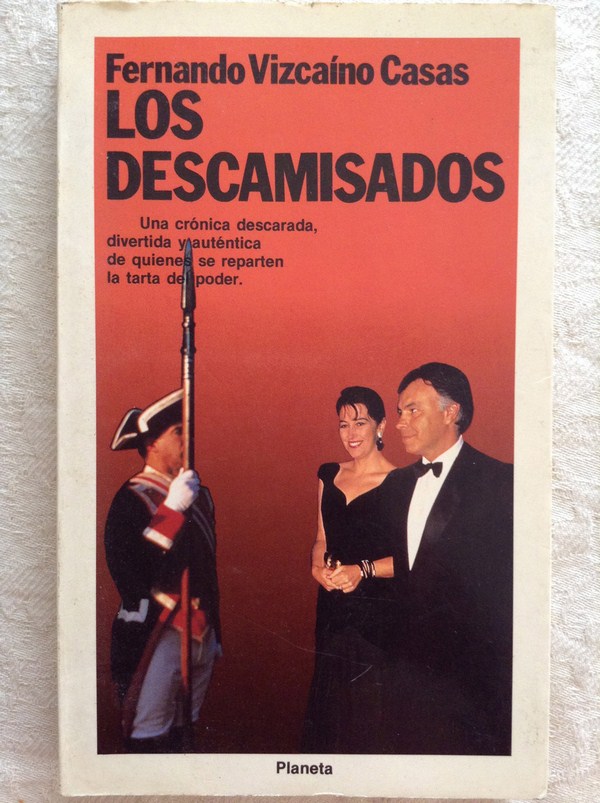 Fernando Vizcaíno Casas
LOS
DESCAMISADOS
Una crónica descarada,
divertida y auténtica
de quienes se reparten
la tarta del poder.
Planeta